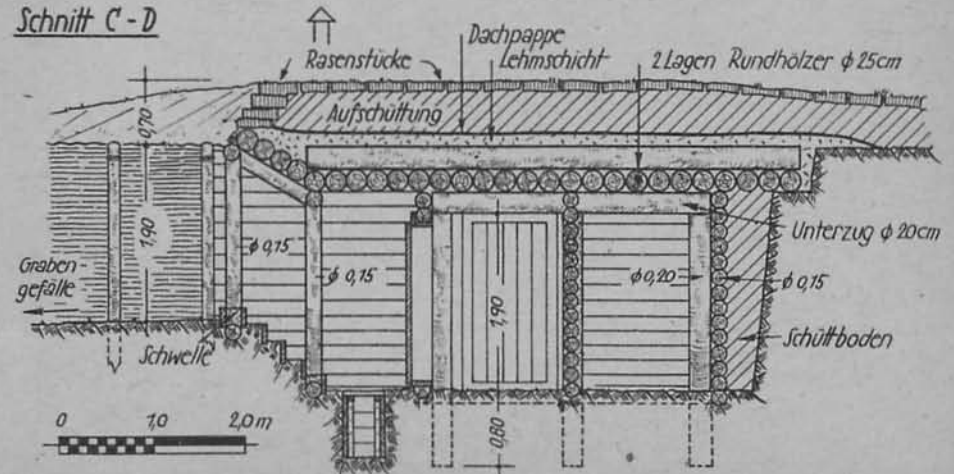 Schnitt C-D
Dachpappe
Rasenstücke
Lehmschicht
2 Lagen Rundhölzer ϕ 25cm
Aufschüttung
0,70
1,90
ϕ 0,15
ϕ 0,15
Unterzug ϕ 20cm
Graben-
gefälle
1,90
ϕ 0,20
ϕ 0,15
Schwelle
Schüttboden
0 1,0 2,0 m
0,80